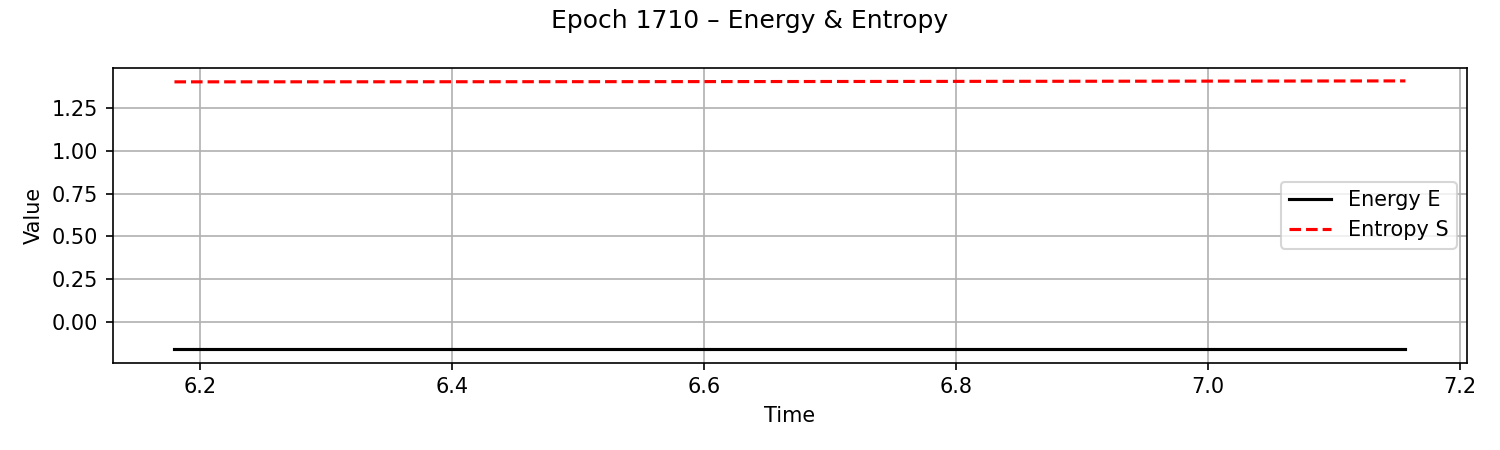 Epoch 1710 – Energy & Entropy
Value
1.25
1.00
0.75
0.50
0.25
0.00
Energy E
Entropy S
6.2 6.4 6.6 6.8 7.0 7.2
Time